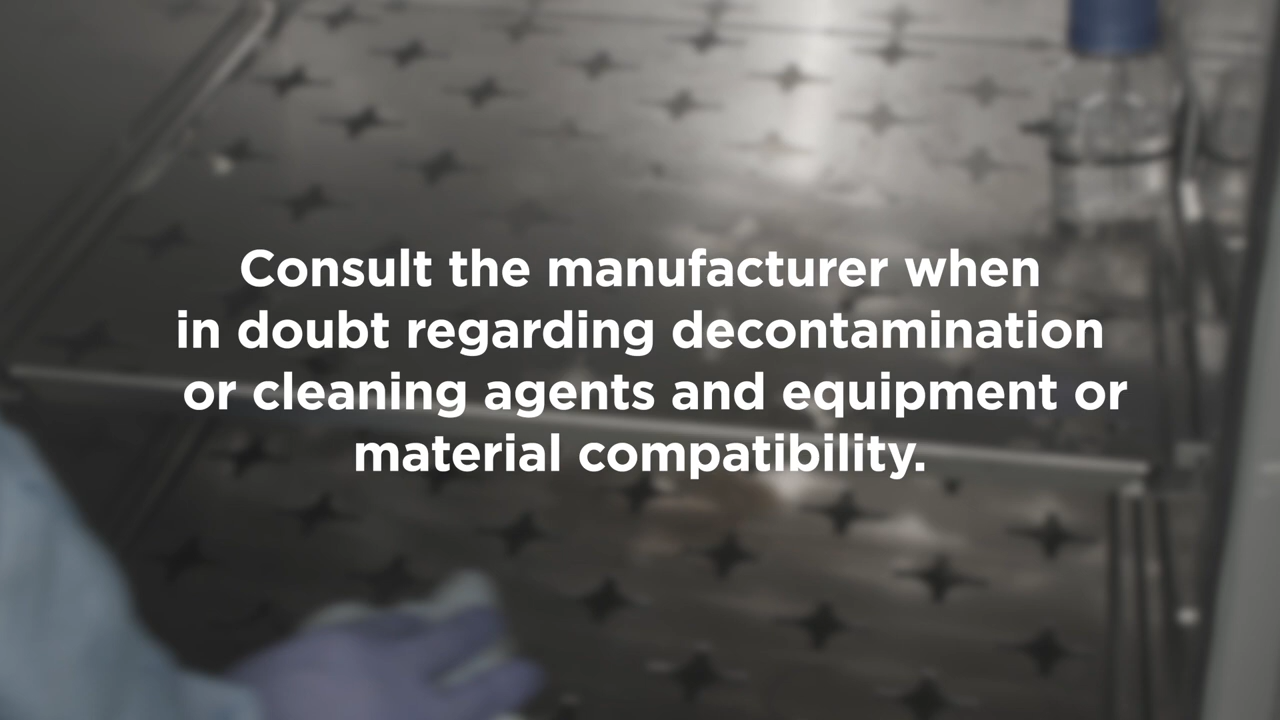 Consult the manufacturer when
in doubt regarding decontamination
or cleaning agents and equipment or
material compatibility.